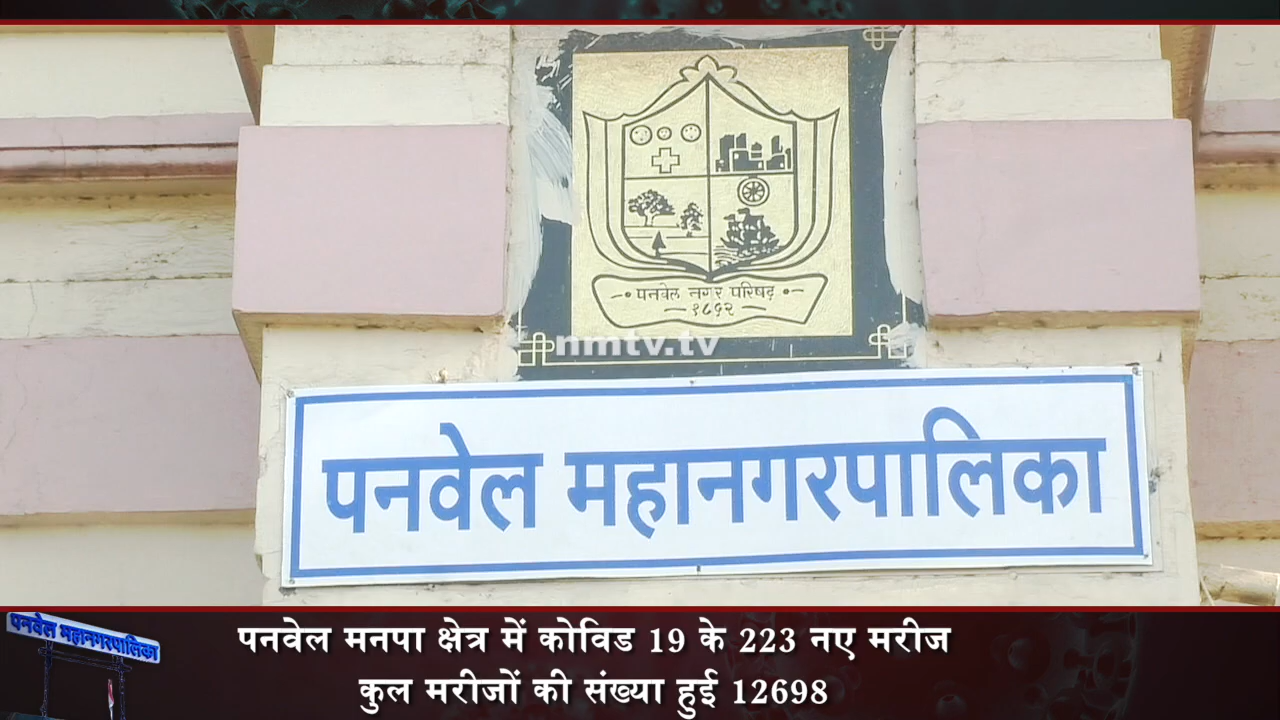 पनवेल नगर परिषद
१८५२
nmtv.tv
पनवेल महानगरपालिका
पनवेल महानगरपालिका
पनवेल मनपा क्षेत्र में कोविड 19 के 223 नए मरीज
कुल मरीजों की संख्या हुई 12698